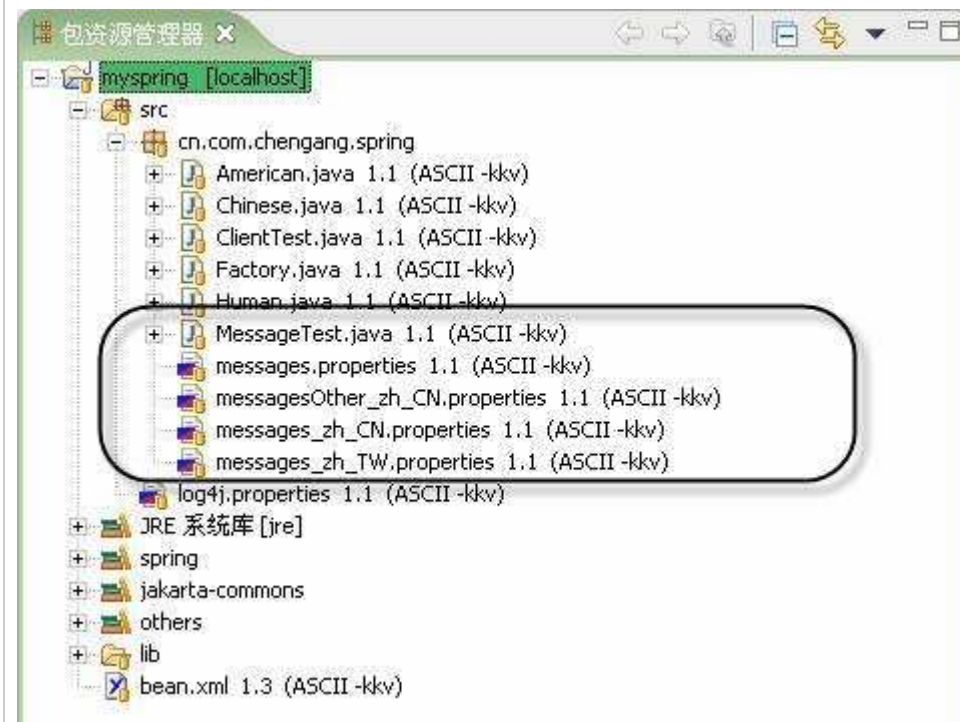 包资源管理器
myspring [localhost]
src
cn.com.chengang.spring
American.java 1.1 (ASCII -kkv)
Chinese.java 1.1 (ASCII -kkv)
ClientTest.java 1.1 (ASCII -kkv)
Factory.java 1.1 (ASCII -kkv)
Human.java 1.1 (ASCII -kkv)
MessageTest.java 1.1 (ASCII -kkv)
messages.properties 1.1 (ASCII -kkv)
messagesOther_zh_CN.properties 1.1 (ASCII -kkv)
messages_zh_CN.properties 1.1 (ASCII -kkv)
messages_zh_TW.properties 1.1 (ASCII -kkv)
log4j.properties 1.1 (ASCII -kkv)
JRE 系统库 [jre]
spring
jakarta-commons
others
lib
bean.xml 1.3 (ASCII -kkv)